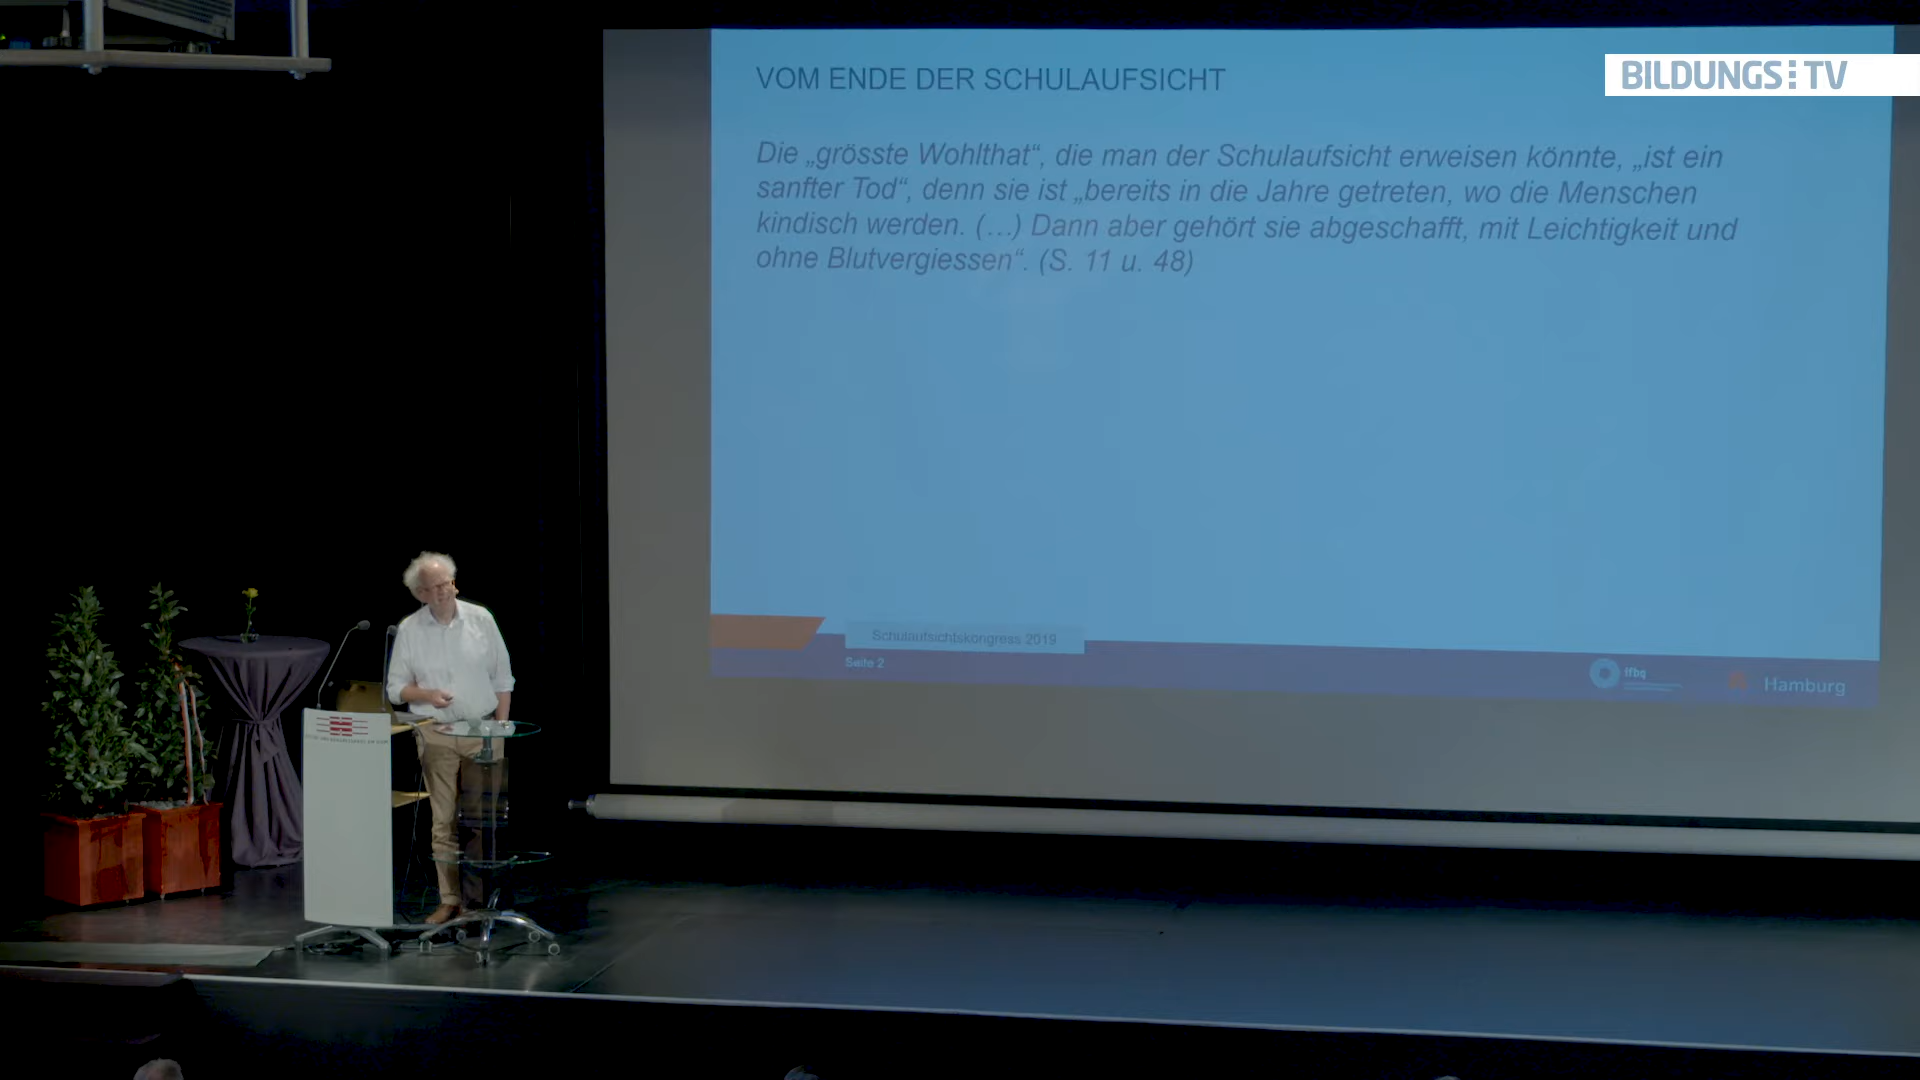 BILDUNGS TV
VOM ENDE DER SCHULAUFSICHT
Die „grösste Wohlthat“, die man der Schulaufsicht erweisen könnte, „ist ein
sanfter Tod“, denn sie ist „bereits in die Jahre getreten, wo die Menschen
kindisch werden. (…) Dann aber gehört sie abgeschafft, mit Leichtigkeit und
ohne Blutvergiessen“. (S. 11 u. 48)
Schulaufsichtskongress 2019
Seite 2
ifbq
Hamburg